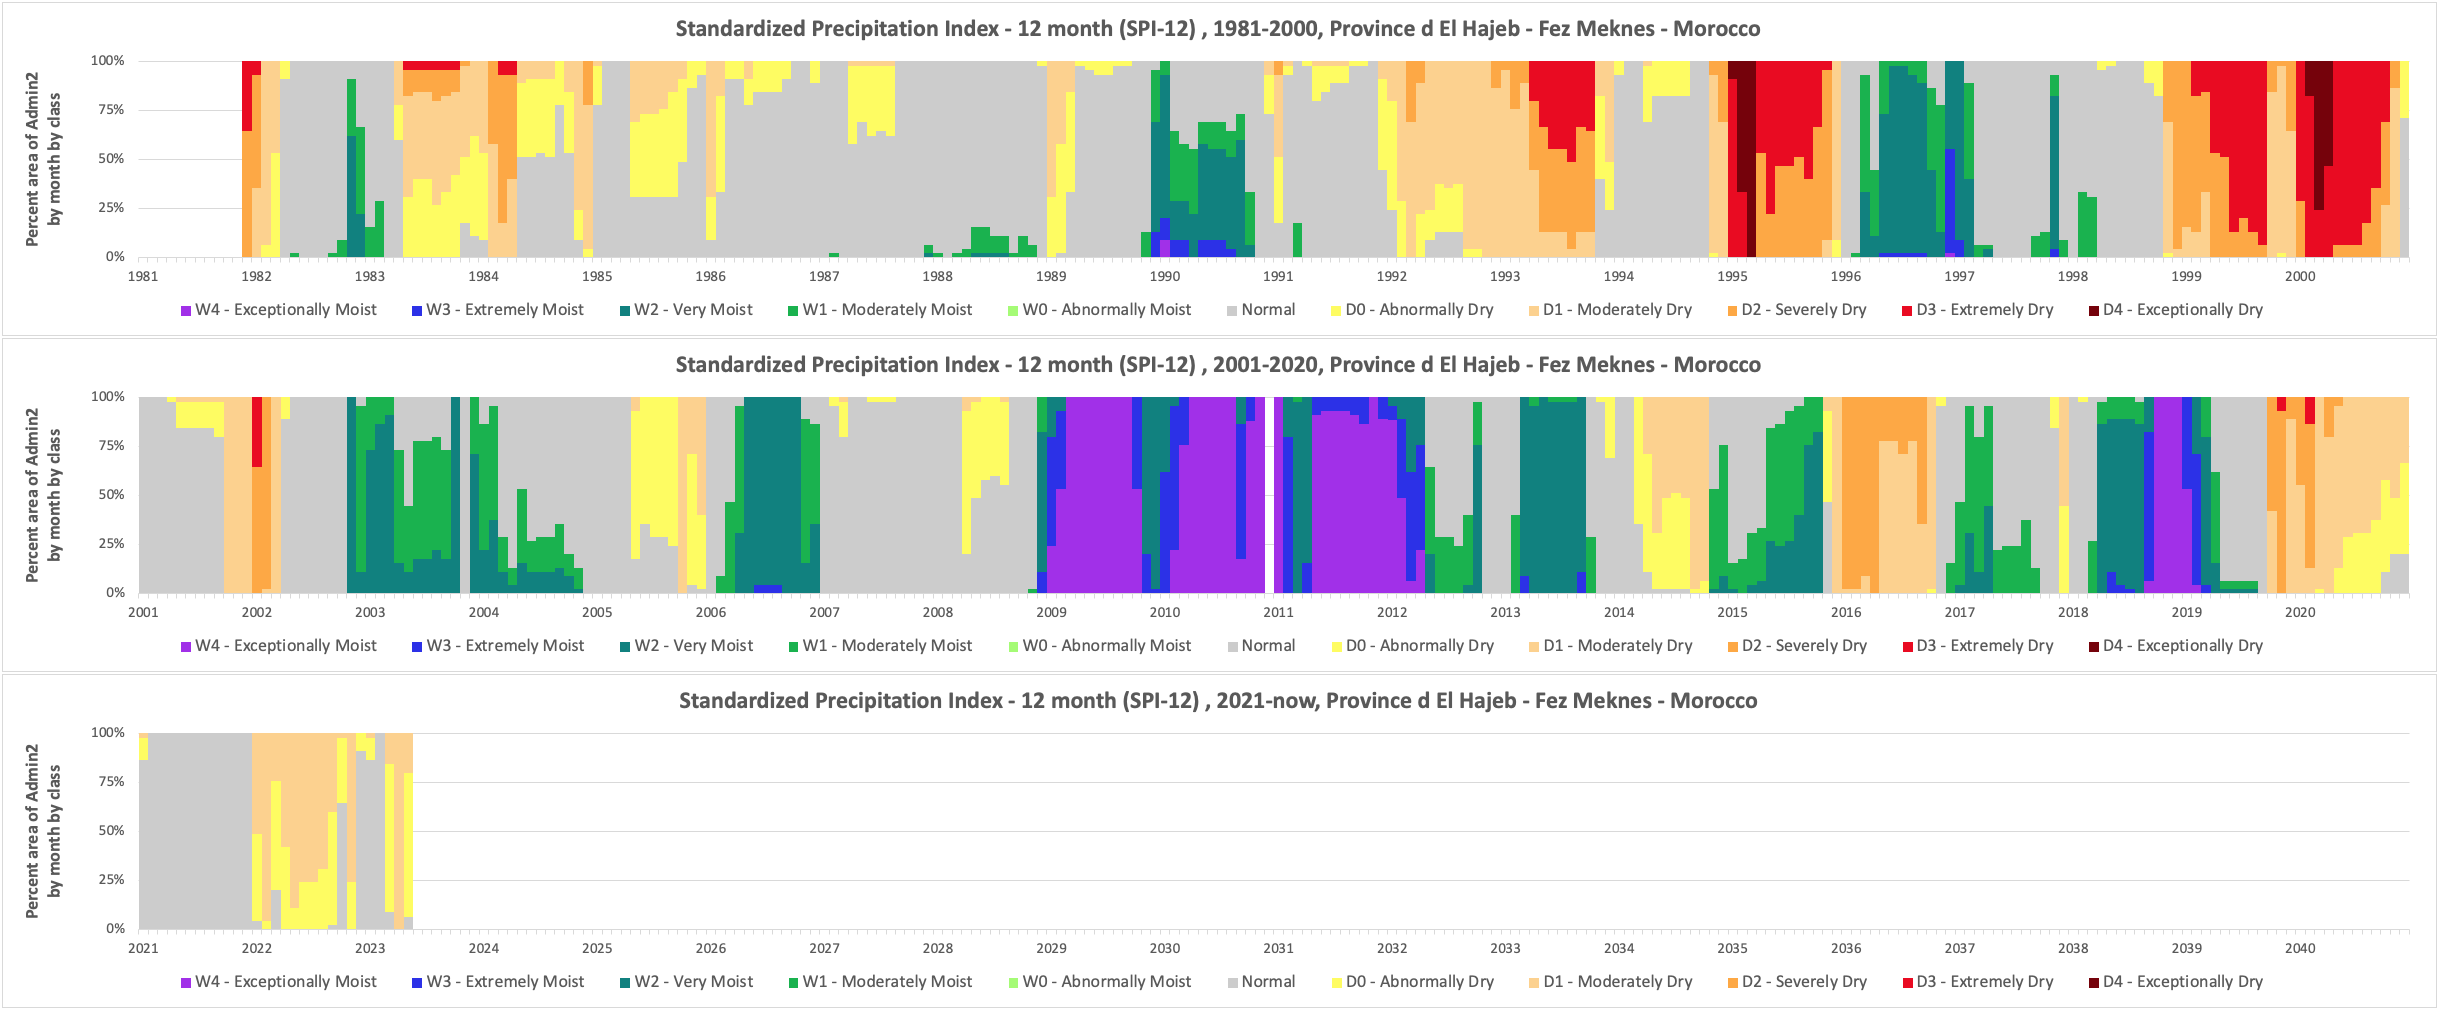 Standardized Precipitation Index - 12 month (SPI-12) , 1981-2000, Province d El Hajeb - Fez Meknes - Morocco
Percent area of Admin2
by month by class
100%
75%
50%
25%
0%
1981 1982 1983 1984 1985 1986 1987 1988 1989 1990 1991 1992 1993 1994 1995 1996 1997 1998 1999 2000
W4 - Exceptionally Moist W3 - Extremely Moist W2 - Very Moist W1 - Moderately Moist W0 - Abnormally Moist Normal D0 - Abnormally Dry D1 - Moderately Dry D2 - Severely Dry D3 - Extremely Dry D4 - Exceptionally Dry
Standardized Precipitation Index - 12 month (SPI-12) , 2001-2020, Province d El Hajeb - Fez Meknes - Morocco
Percent area of Admin2
by month by class
100%
75%
50%
25%
0%
2001 2002 2003 2004 2005 2006 2007 2008 2009 2010 2011 2012 2013 2014 2015 2016 2017 2018 2019 2020
W4 - Exceptionally Moist W3 - Extremely Moist W2 - Very Moist W1 - Moderately Moist W0 - Abnormally Moist Normal D0 - Abnormally Dry D1 - Moderately Dry D2 - Severely Dry D3 - Extremely Dry D4 - Exceptionally Dry
Standardized Precipitation Index - 12 month (SPI-12) , 2021-now, Province d El Hajeb - Fez Meknes - Morocco
Percent area of Admin2
by month by class
100%
75%
50%
25%
0%
2021 2022 2023 2024 2025 2026 2027 2028 2029 2030 2031 2032 2033 2034 2035 2036 2037 2038 2039 2040
W4 - Exceptionally Moist W3 - Extremely Moist W2 - Very Moist W1 - Moderately Moist W0 - Abnormally Moist Normal D0 - Abnormally Dry D1 - Moderately Dry D2 - Severely Dry D3 - Extremely Dry D4 - Exceptionally Dry